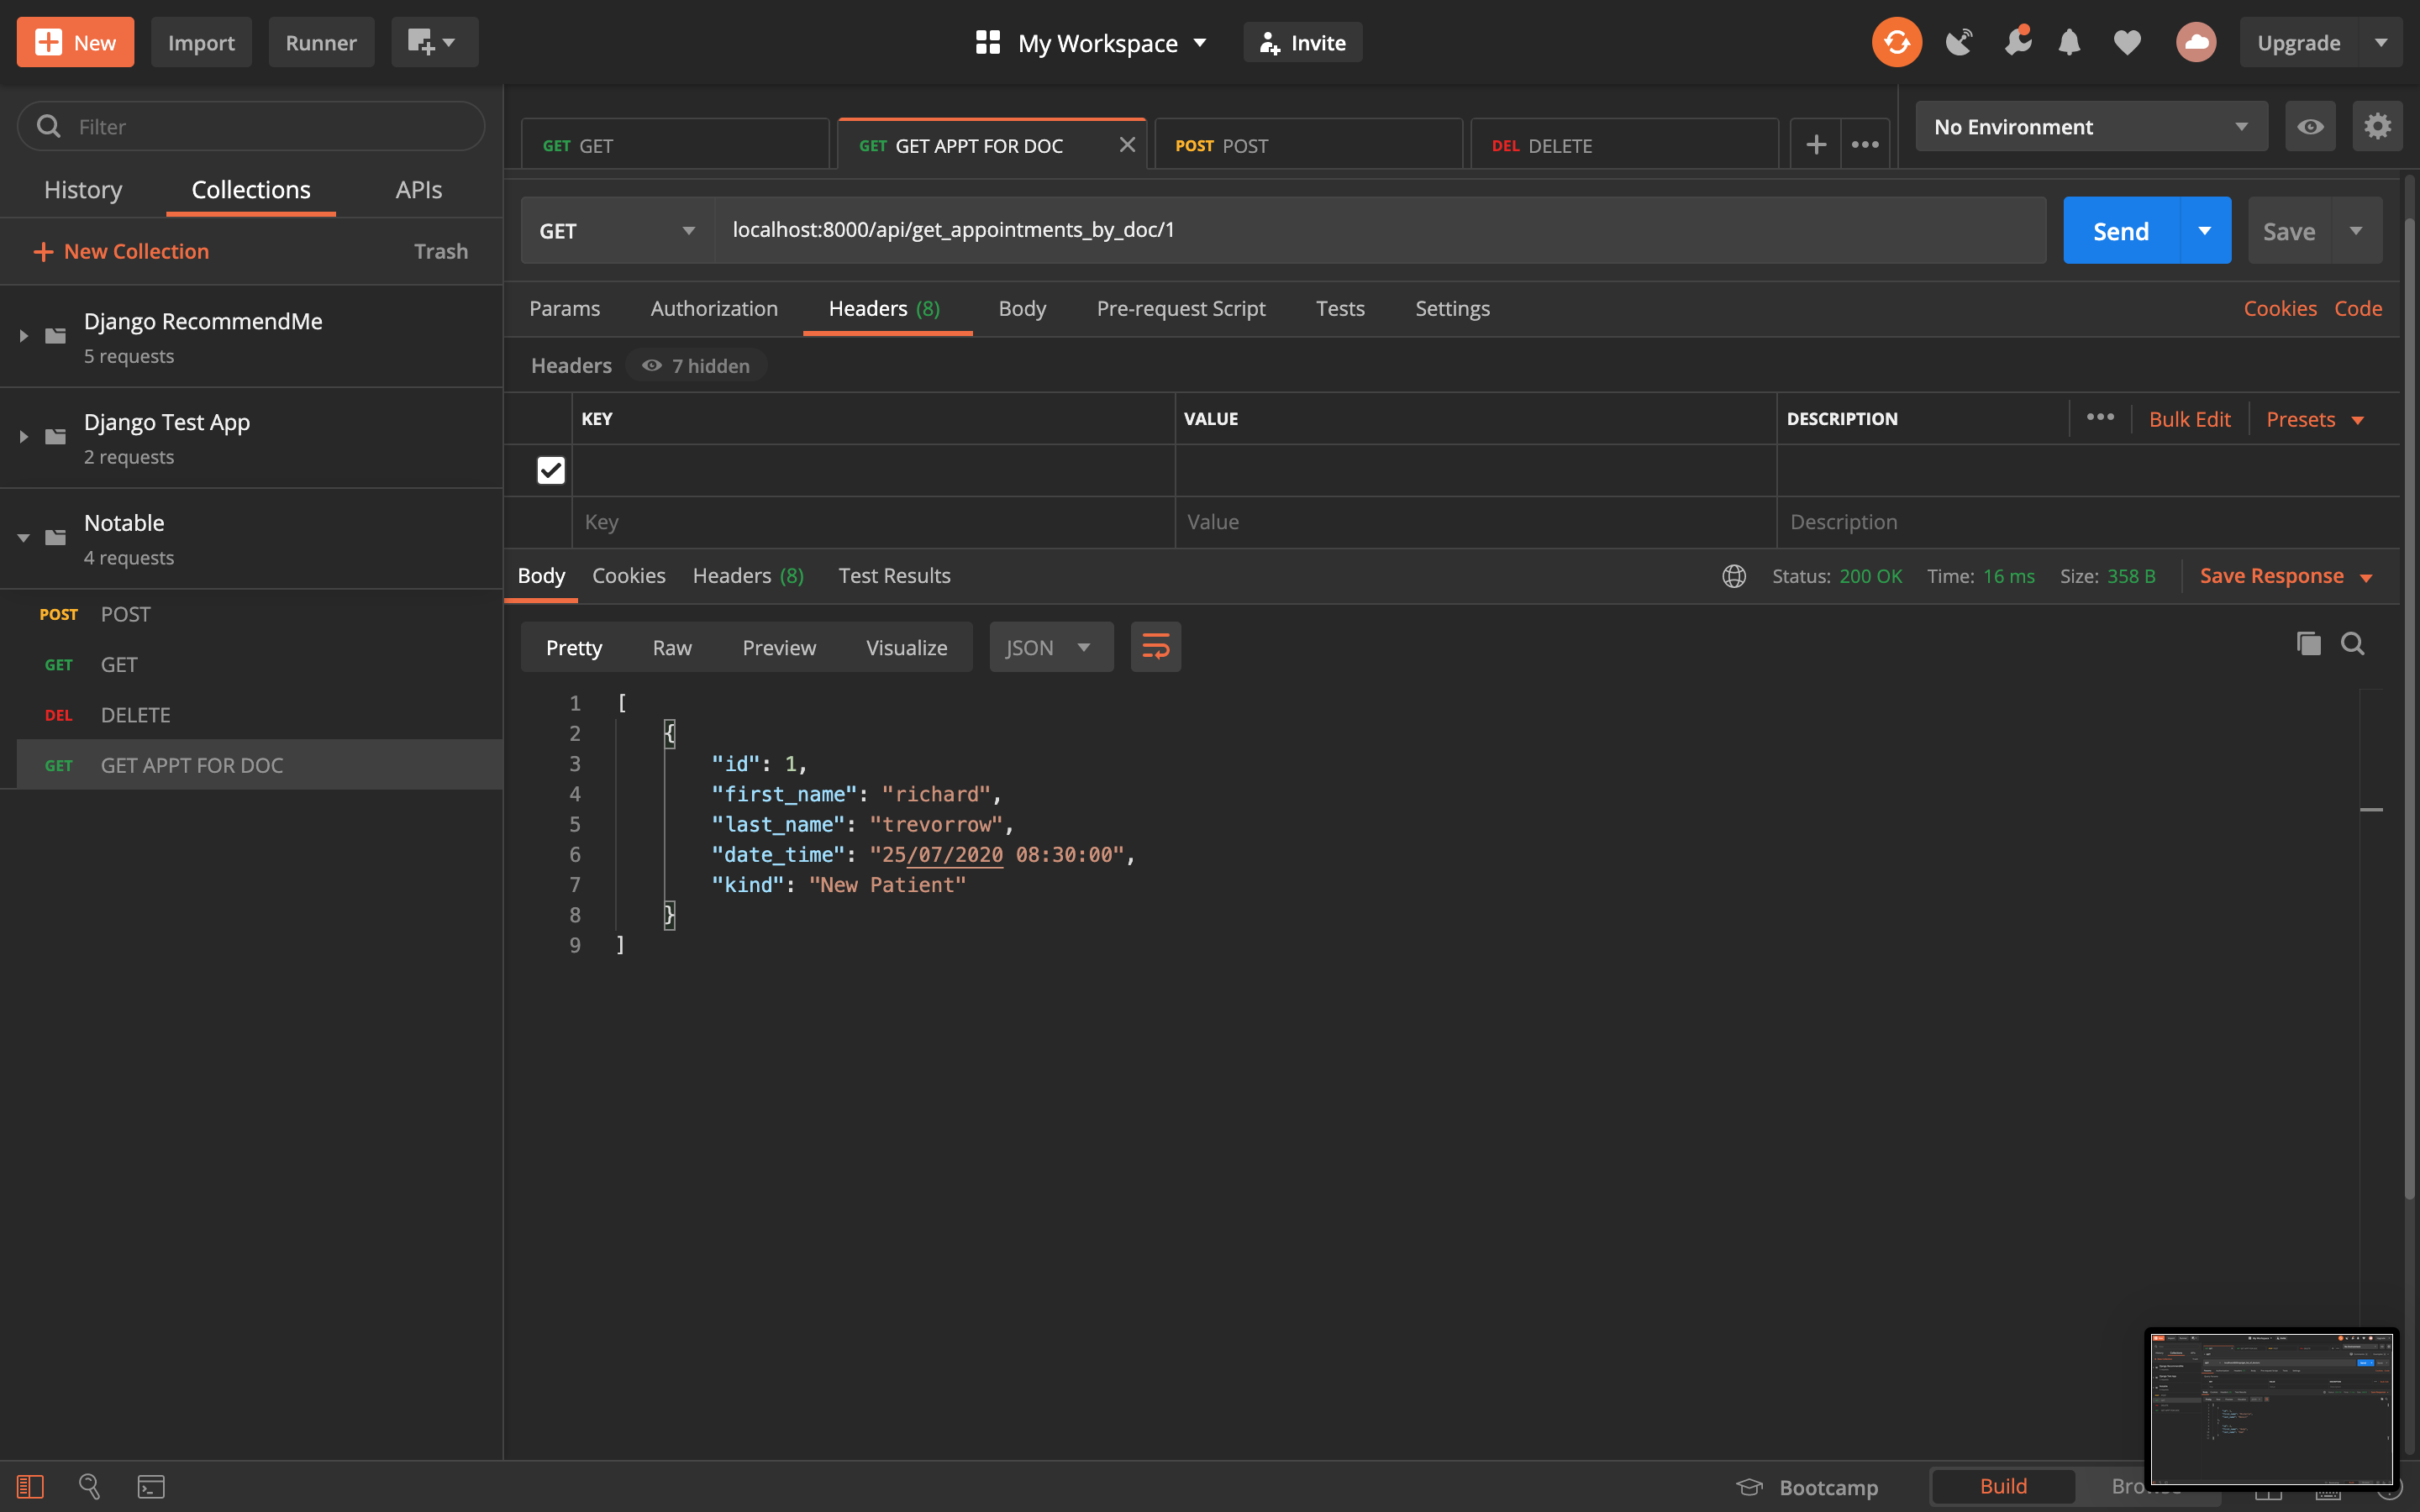 New Import Runner My Workspace Invite Upgrade
Filter
History Collections APIs
New Collection Trash
Django RecommendMe
5 requests
Django Test App
2 requests
Notable
4 requests
POST POST
GET GET
DEL DELETE
GET GET APPT FOR DOC
GET GET GET GET APPT FOR DOC POST POST DEL DELETE No Environment
GET localhost:8000/api/get_appointments_by_doc/1 Send Save
Params Authorization Headers (8) Body Pre-request Script Tests Settings Cookies Code
Headers 7 hidden
KEY VALUE DESCRIPTION Bulk Edit Presets
Key Value Description
Body Cookies Headers (8) Test Results Status: 200 OK Time: 16 ms Size: 358 B Save Response
Pretty Raw Preview Visualize JSON
1 [
2 {
3 "id": 1,
4 "first_name": "richard",
5 "last_name": "trevorrow",
6 "date_time": "25/07/2020 08:30:00",
7 "kind": "New Patient"
8 }
9 ]
Bootcamp Build